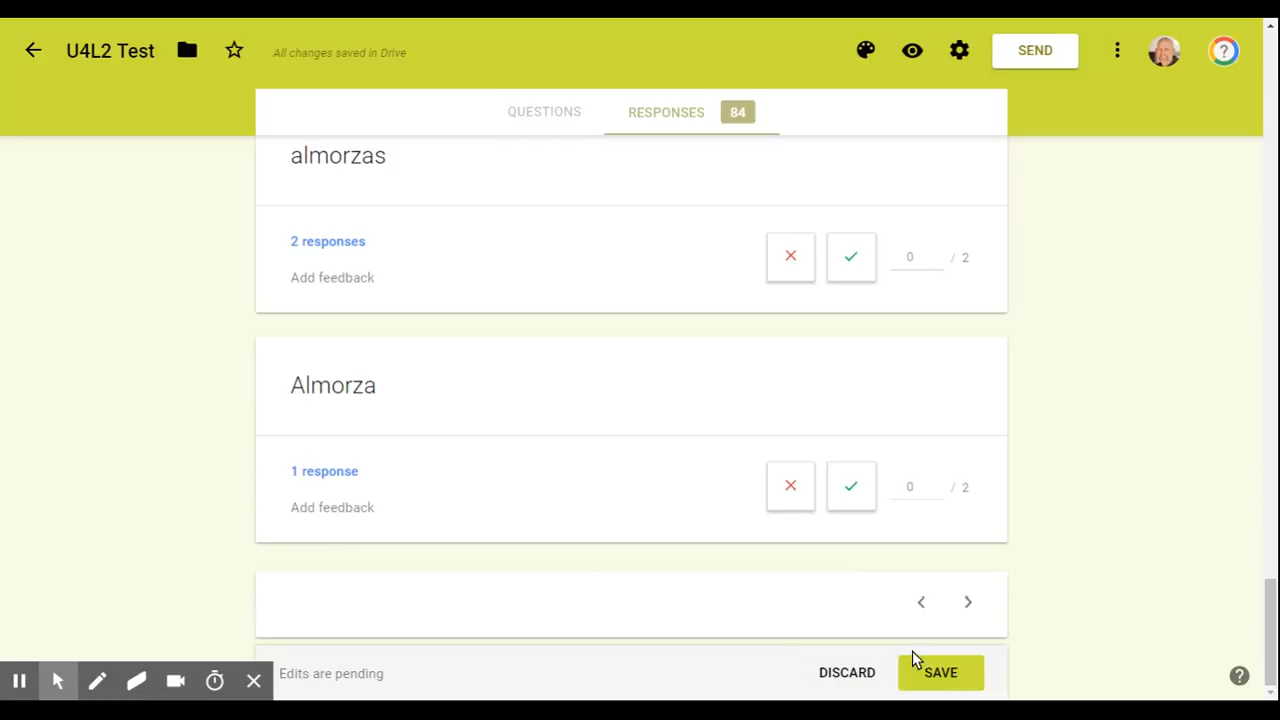 U4L2 Test
All changes saved in Drive
SEND
?
QUESTIONS
RESPONSES 84
almorzas
2 responses
Add feedback
0 / 2
Almorza
1 response
Add feedback
0 / 2
Edits are pending
DISCARD
SAVE
?